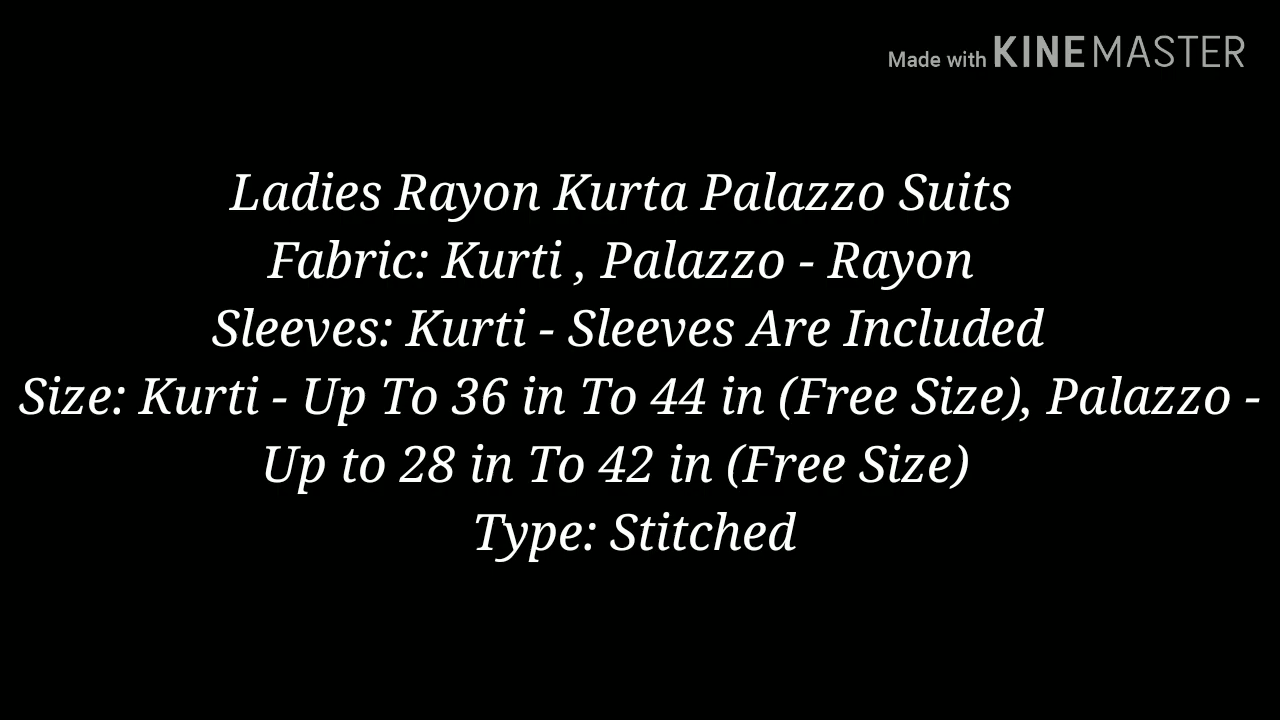 Made with KINEMASTER
Ladies Rayon Kurta Palazzo Suits
Fabric: Kurti , Palazzo - Rayon
Sleeves: Kurti - Sleeves Are Included
Size: Kurti - Up To 36 in To 44 in (Free Size), Palazzo -
Up to 28 in To 42 in (Free Size)
Type: Stitched